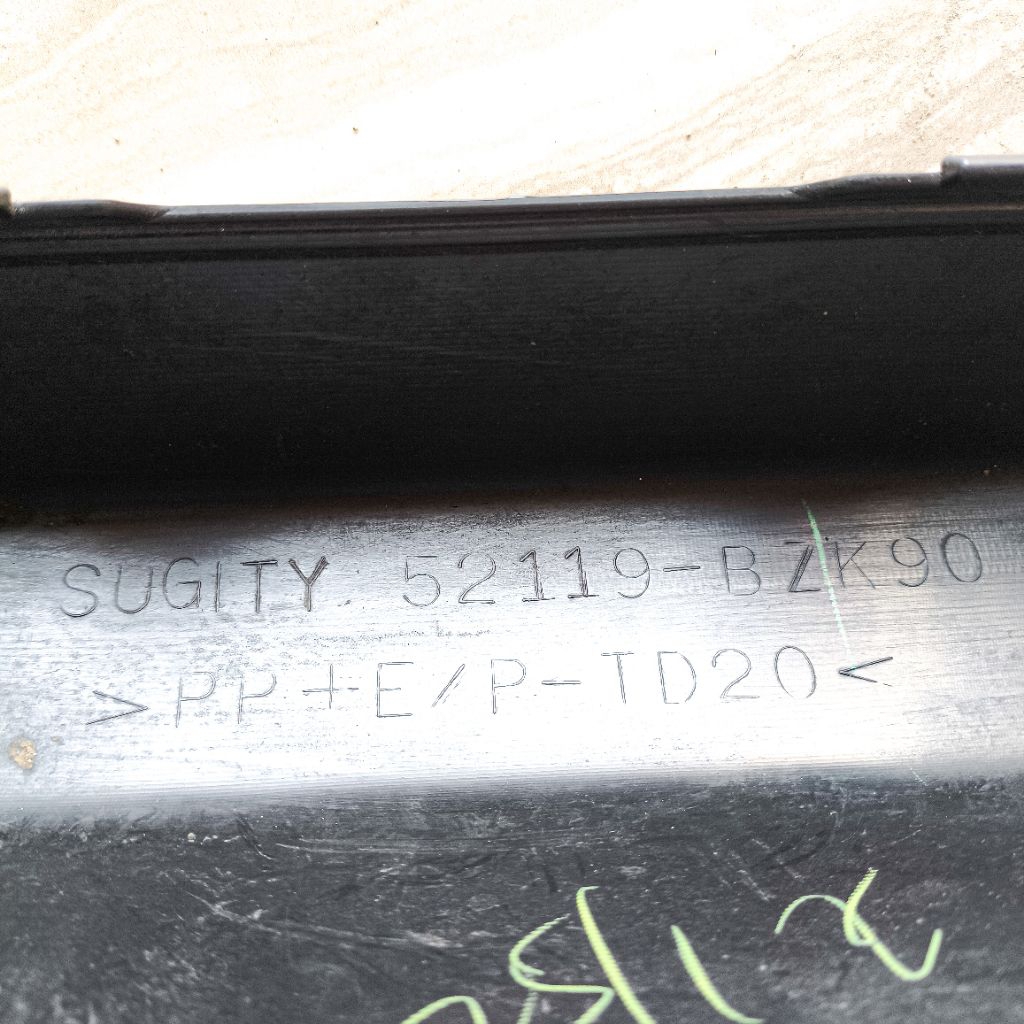 SUGITY 52119-BZK90
>PP+E/P-TD20<